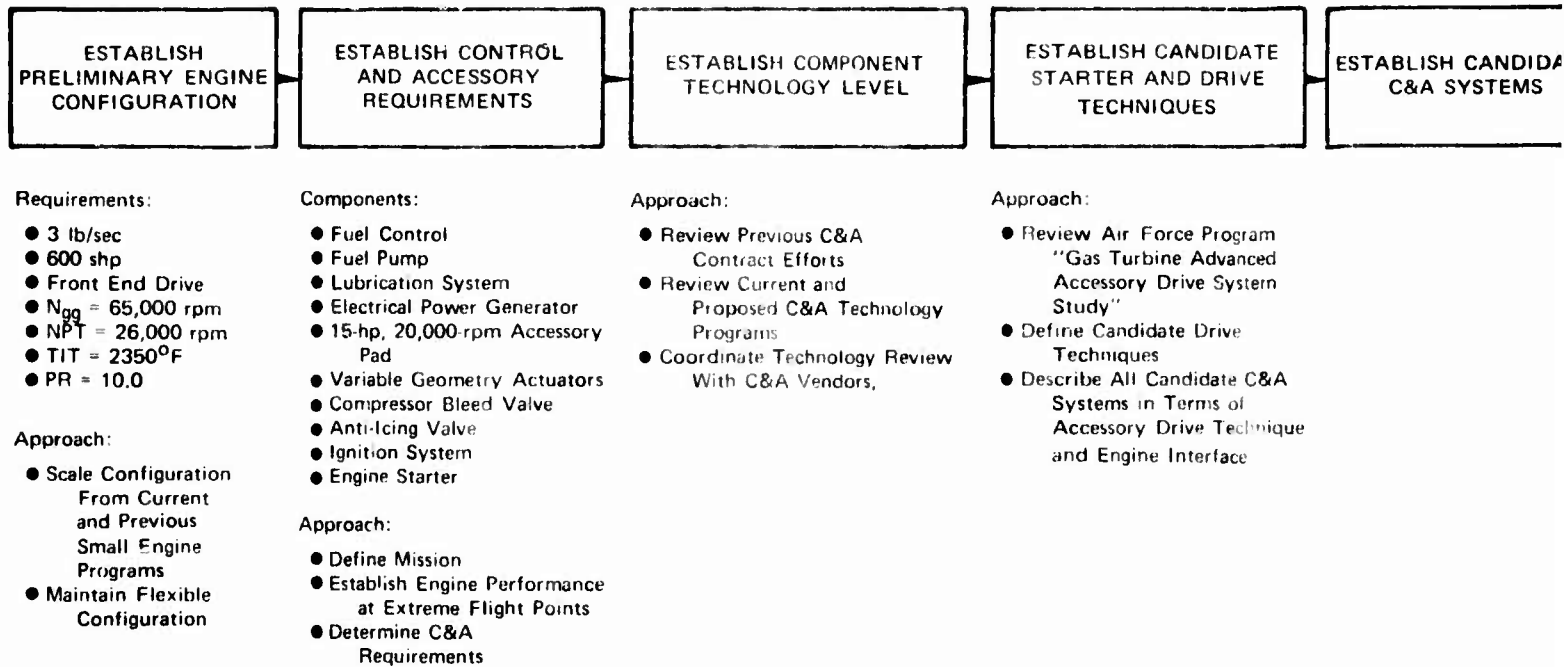 ESTABLISH
PRELIMINARY ENGINE
CONFIGURATION
ESTABLISH CONTROL
AND ACCESSORY
REQUIREMENTS
ESTABLISH COMPONENT
TECHNOLOGY LEVEL
ESTABLISH CANDIDATE
STARTER AND DRIVE
TECHNIQUES
ESTABLISH CANDIDA
C&A SYSTEMS
Requirements:
● 3 lb/sec
● 600 shp
● Front End Drive
● Ngg = 65,000 rpm
● NPT = 26,000 rpm
● TIT = 2350°F
● PR = 10.0
Approach:
● Scale Configuration
From Current
and Previous
Small Engine
Programs
● Maintain Flexible
Configuration
Components:
● Fuel Control
● Fuel Pump
● Lubrication System
● Electrical Power Generator
● 15-hp, 20,000-rpm Accessory
Pad
● Variable Geometry Actuators
● Compressor Bleed Valve
● Anti-Icing Valve
● Ignition System
● Engine Starter
Approach:
● Define Mission
● Establish Engine Performance
at Extreme Flight Points
● Determine C&A
Requirements
Approach:
● Review Previous C&A
Contract Efforts
● Review Current and
Proposed C&A Technology
Programs
● Coordinate Technology Review
With C&A Vendors,
Approach:
● Review Air Force Program
"Gas Turbine Advanced
Accessory Drive System
Study"
● Define Candidate Drive
Techniques
● Describe All Candidate C&A
Systems in Terms of
Accessory Drive Technique
and Engine Interface